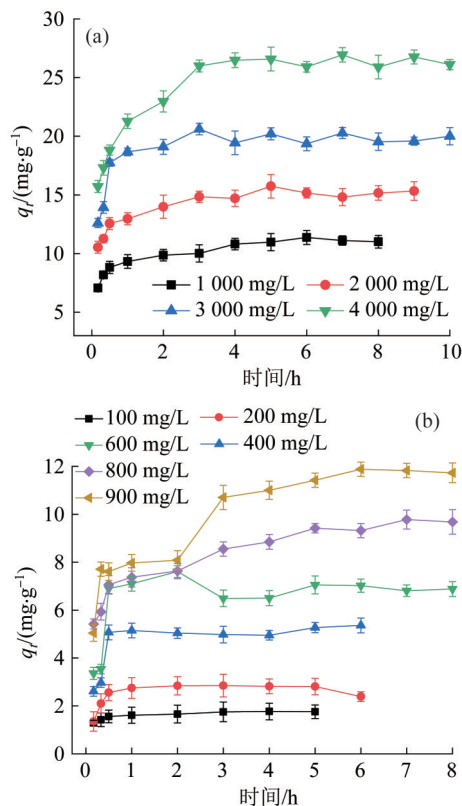 (a)
30
25
20
15
10
5
qt/(mg·g⁻¹)
1 000 mg/L
2 000 mg/L
3 000 mg/L
4 000 mg/L
0 2 4 6 8 10
时间/h
100 mg/L
200 mg/L
600 mg/L
400 mg/L
800 mg/L
900 mg/L
(b)
12
10
8
6
4
2
0
qt/(mg·g⁻¹)
0 1 2 3 4 5 6 7 8
时间/h